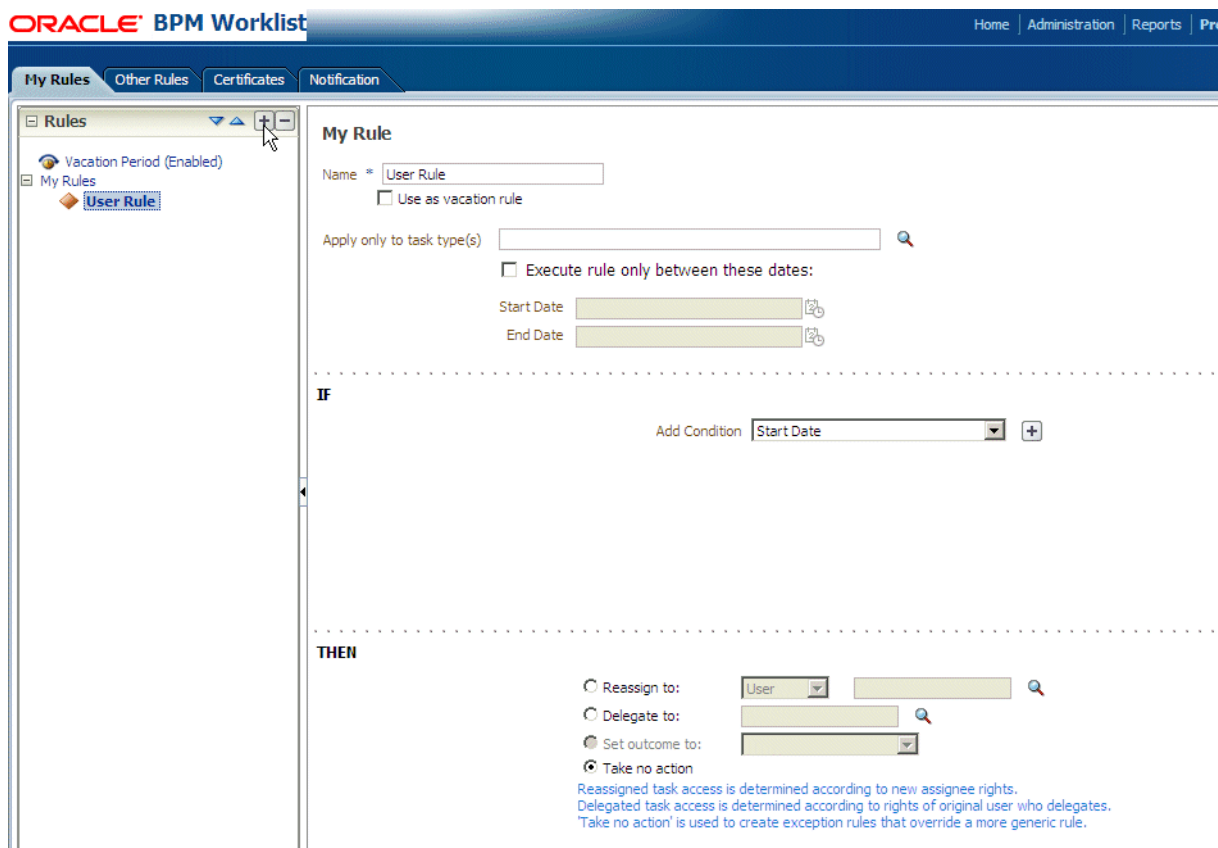 ORACLE BPM Worklist
Home Administration Reports
My Rules Other Rules Certificates Notification
Rules
Vacation Period (Enabled)
My Rules
User Rule
My Rule
Name * User Rule
Use as vacation rule
Apply only to task type(s)
Execute rule only between these dates:
Start Date
End Date
IF
Add Condition Start Date
THEN
Reassign to: User
Delegate to:
Set outcome to:
Take no action
Reassigned task access is determined according to new assignee rights.
Delegated task access is determined according to rights of original user who delegates.
'Take no action' is used to create exception rules that override a more generic rule.